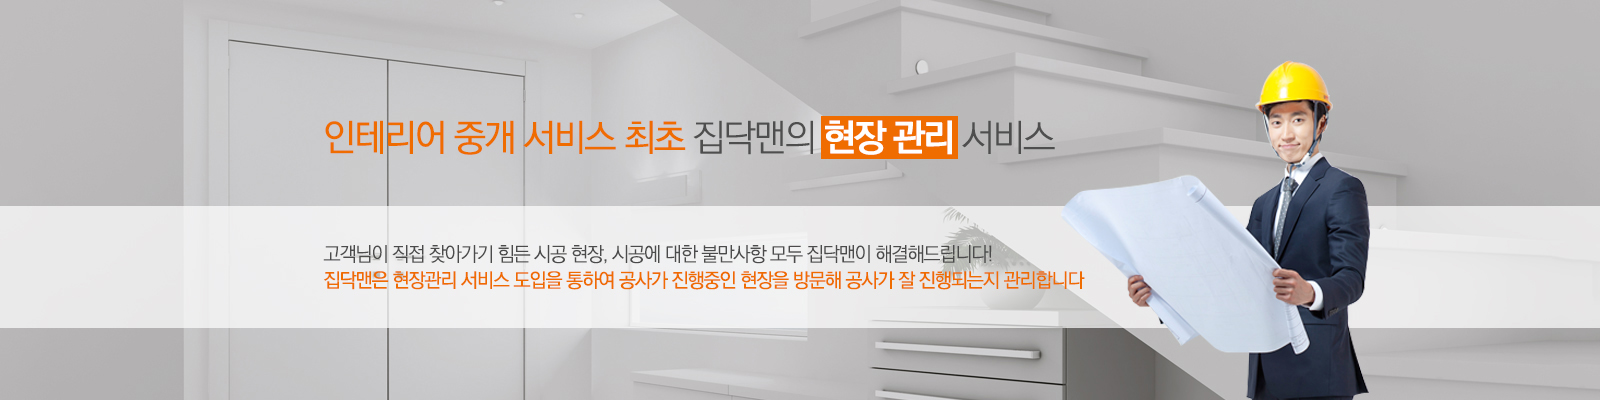 인테리어 중개 서비스 최초 집닥맨의 현장 관리 서비스
고객님이 직접 찾아가기 힘든 시공 현장, 시공에 대한 불만사항 모두 집닥맨이 해결해드립니다!
집닥맨은 현장관리 서비스 도입을 통하여 공사가 진행중인 현장을 방문해 공사가 잘 진행되는지 관리합니다